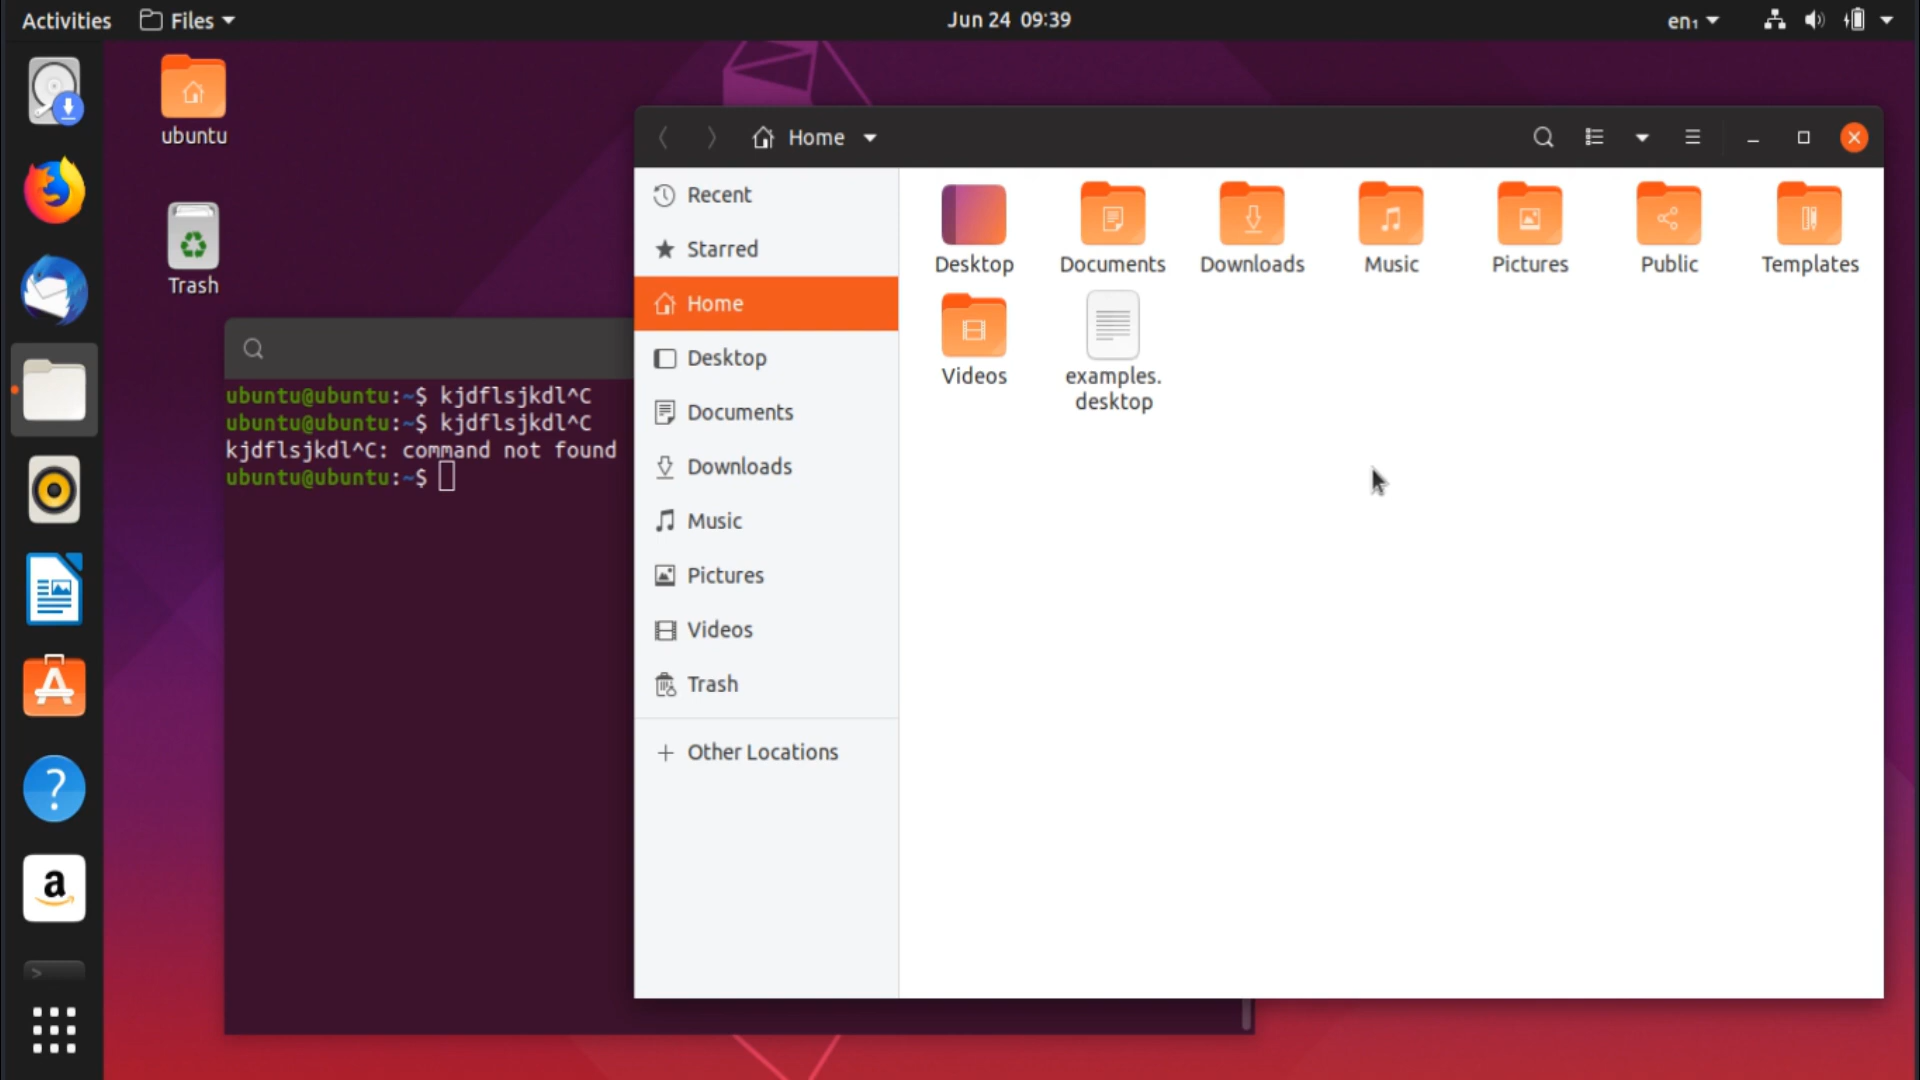 Activities
Files
Jun 24 09:39
en₁
ubuntu
Trash
ubuntu@ubuntu:~$ kjdflsjkdl^C
ubuntu@ubuntu:~$ kjdflsjkdl^C
kjdflsjkdl^C: command not found
ubuntu@ubuntu:~$
Home
Recent
Starred
Home
Desktop
Documents
Downloads
Music
Pictures
Videos
Trash
+ Other Locations
Desktop
Documents
Downloads
Music
Pictures
Public
Templates
Videos
examples.
desktop
?
a
>